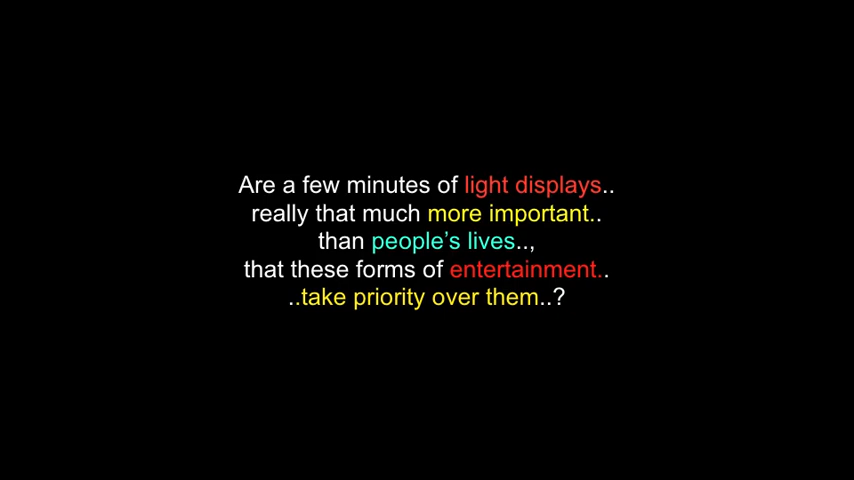 Are a few minutes of light displays..
really that much more important..
than people’s lives..,
that these forms of entertainment..
..take priority over them..?